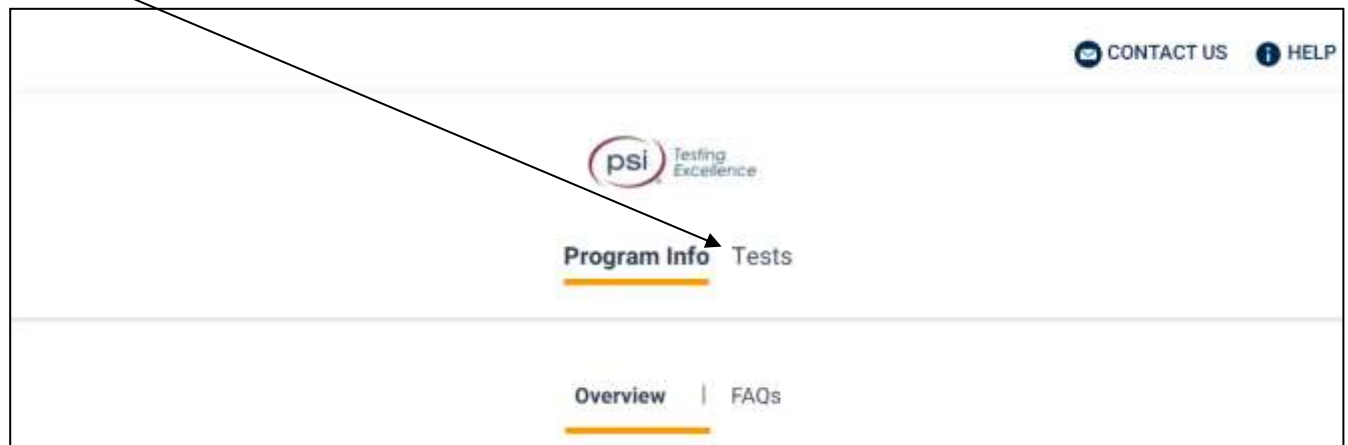 CONTACT US HELP
psi Testing
Excellence
Program Info Tests
Overview | FAQs